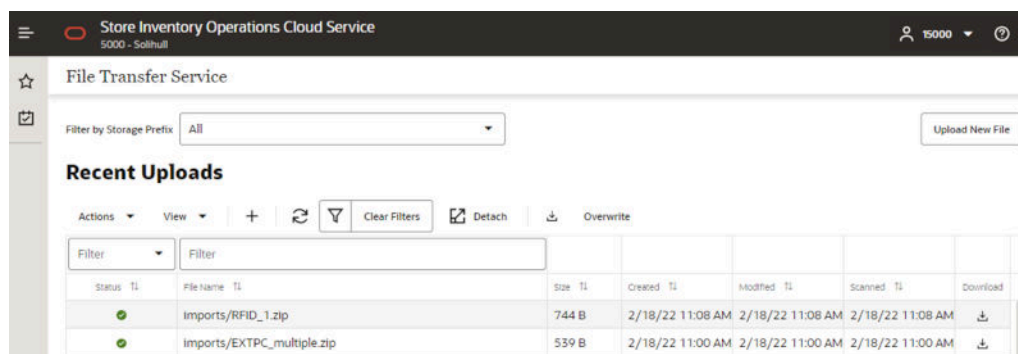 Store Inventory Operations Cloud Service
5000 - Solihull
15000
File Transfer Service
Filter by Storage Prefix All
Upload New File
Recent Uploads
Actions View Clear Filters Detach Overwrite
Filter Filter
Status File Name Size Created Modified Scanned Download
imports/RFID_1.zip 744 B 2/18/22 11:08 AM 2/18/22 11:08 AM 2/18/22 11:08 AM
imports/EXTPC_multiple.zip 539 B 2/18/22 11:00 AM 2/18/22 11:00 AM 2/18/22 11:00 AM